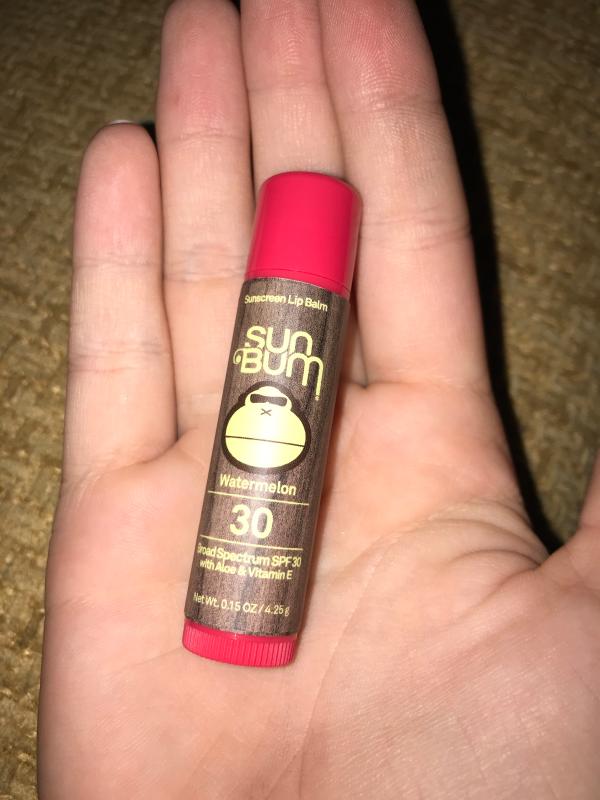 Sunscreen Lip Balm
sun
Bum
Watermelon
30
Broad Spectrum SPF 30
with Aloe & Vitamin E
Net Wt. 0.15 OZ / 4.25 g